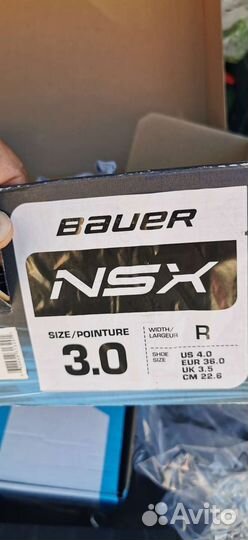 BAUER
NSX
SIZE/POINTURE
3.0
WIDTH/
LARGEUR
R
SHOE
SIZE
US 4.0
EUR 36.0
UK 3.5
CM 22.6
Avito